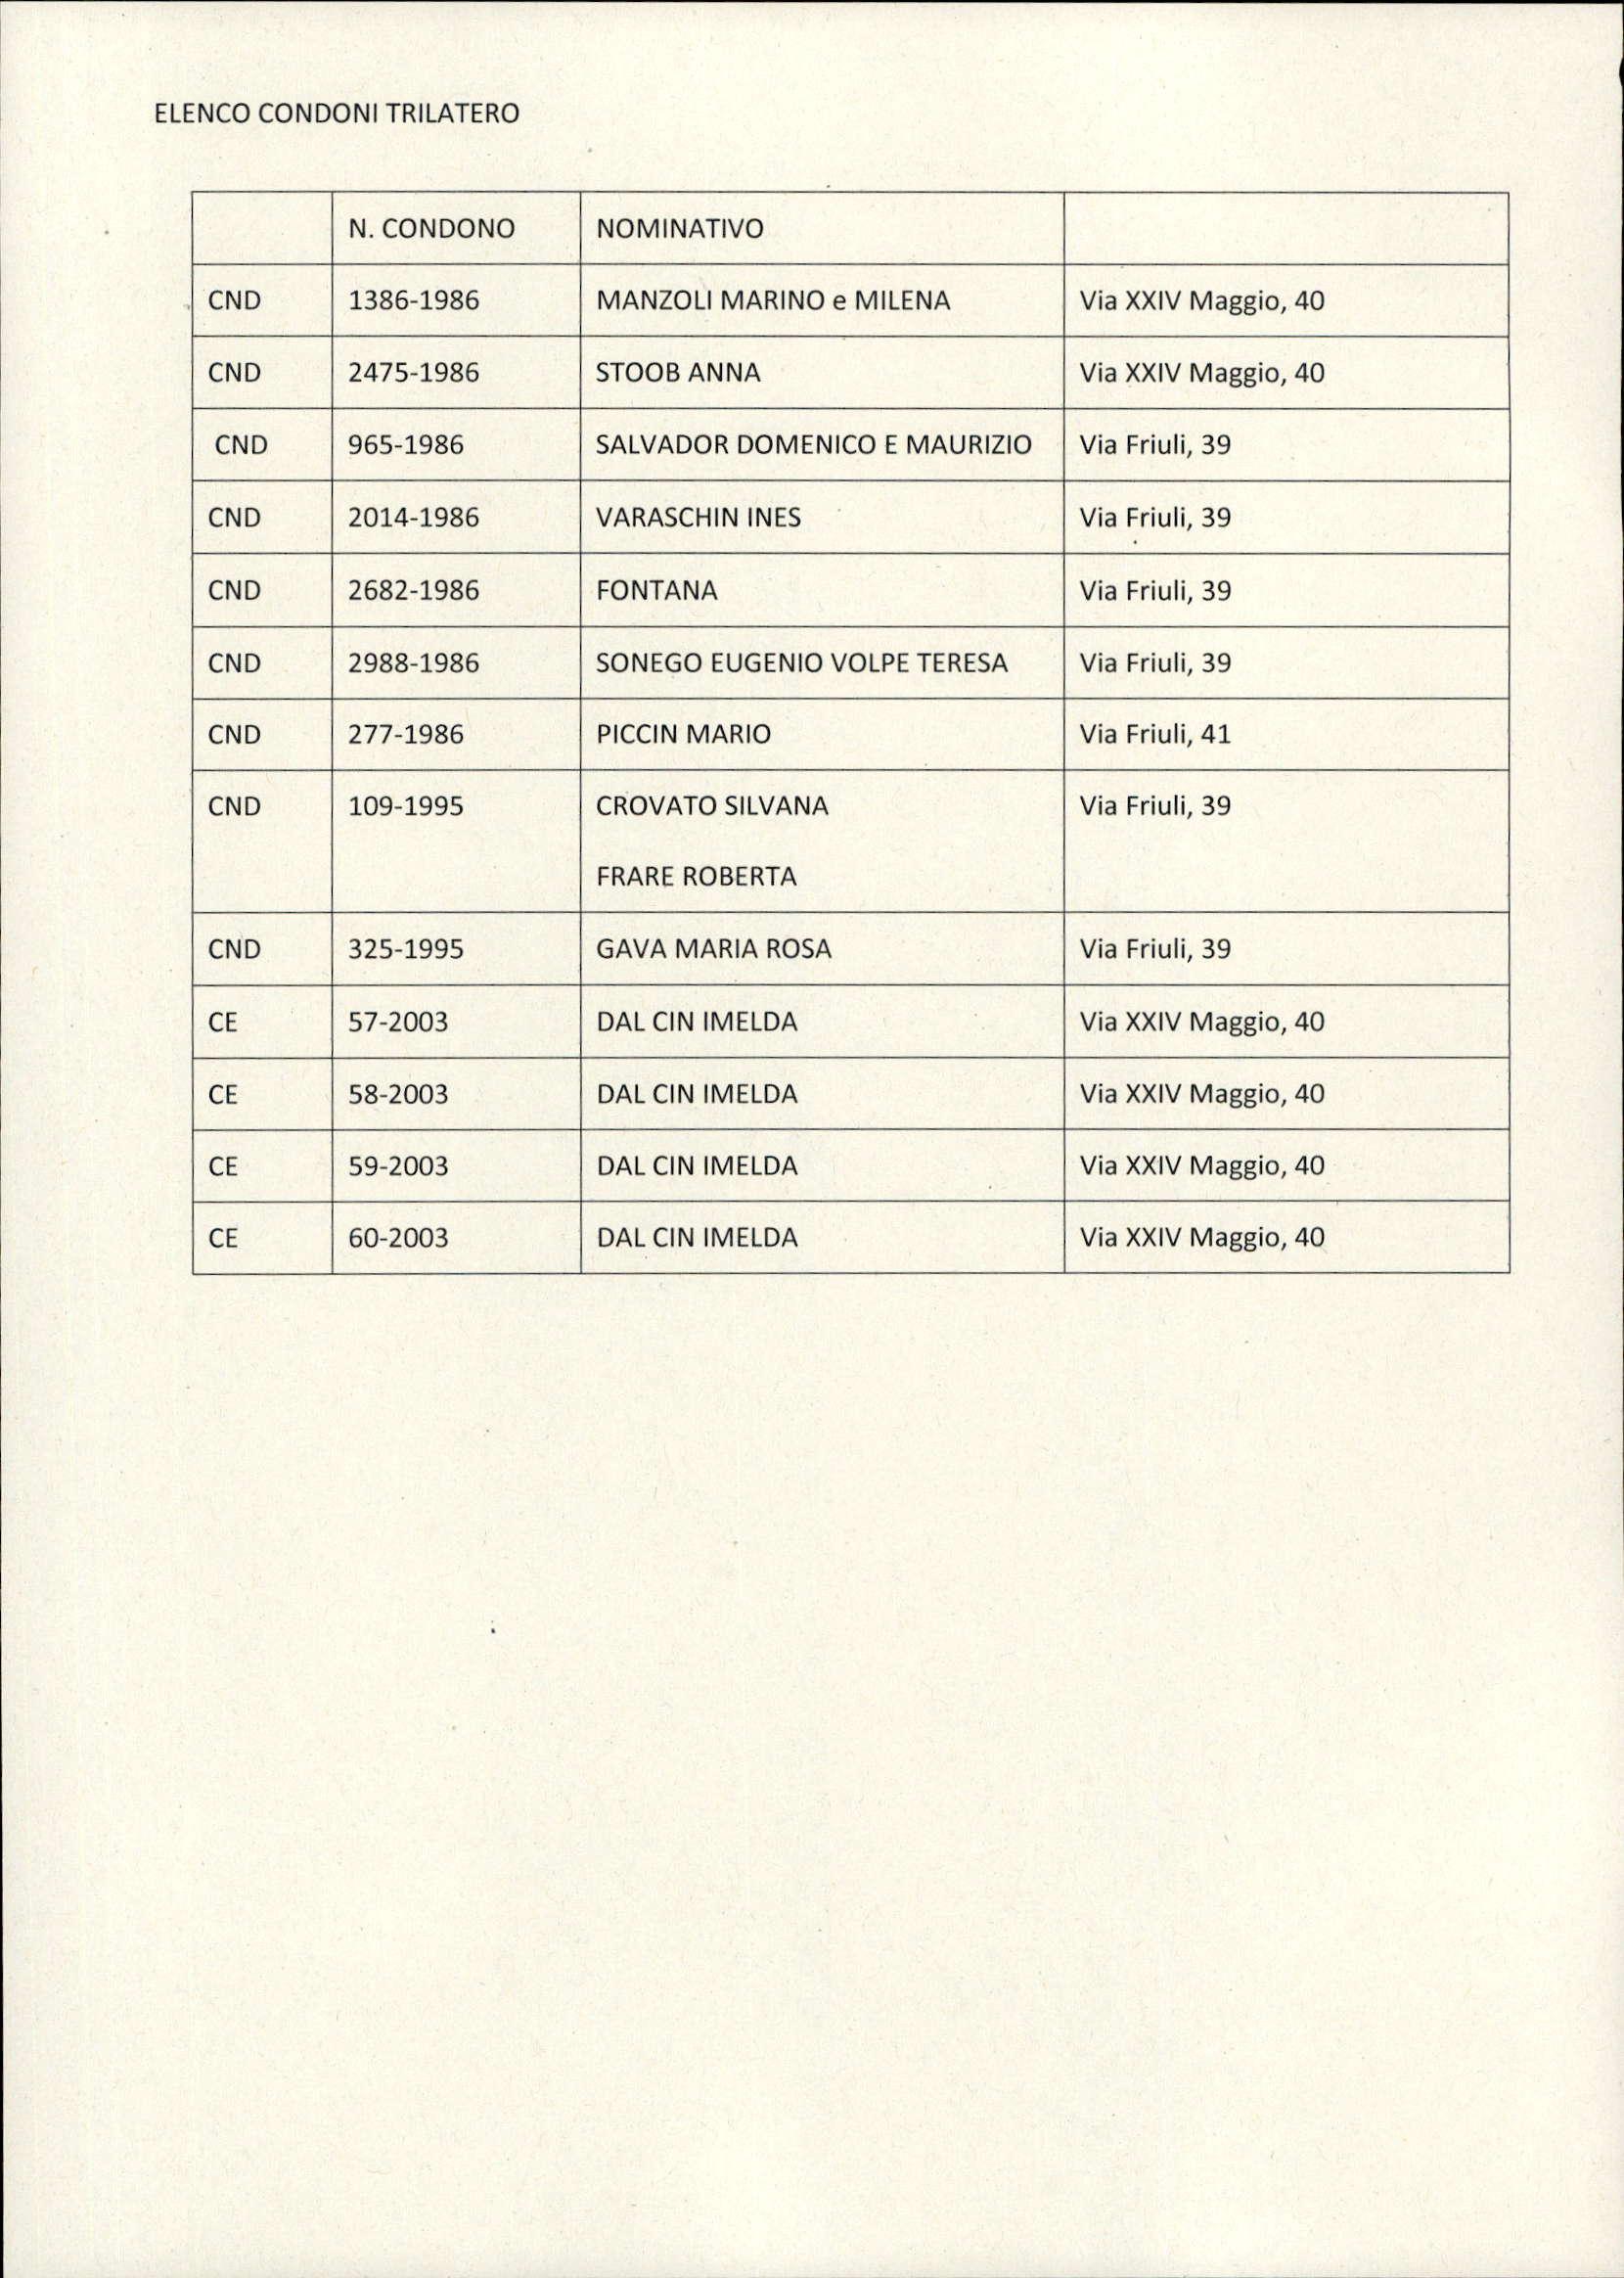 ELENCO CONDONI TRILATERO
N. CONDONO NOMINATIVO
CND 1386-1986 MANZOLI MARINO e MILENA Via XXIV Maggio, 40
CND 2475-1986 STOOB ANNA Via XXIV Maggio, 40
CND 965-1986 SALVADOR DOMENICO E MAURIZIO Via Friuli, 39
CND 2014-1986 VARASCHIN INES Via Friuli, 39
CND 2682-1986 FONTANA Via Friuli, 39
CND 2988-1986 SONEGO EUGENIO VOLPE TERESA Via Friuli, 39
CND 277-1986 PICCIN MARIO Via Friuli, 41
CND 109-1995 CROVATO SILVANA Via Friuli, 39
FRARE ROBERTA
CND 325-1995 GAVA MARIA ROSA Via Friuli, 39
CE 57-2003 DAL CIN IMELDA Via XXIV Maggio, 40
CE 58-2003 DAL CIN IMELDA Via XXIV Maggio, 40
CE 59-2003 DAL CIN IMELDA Via XXIV Maggio, 40
CE 60-2003 DAL CIN IMELDA Via XXIV Maggio, 40